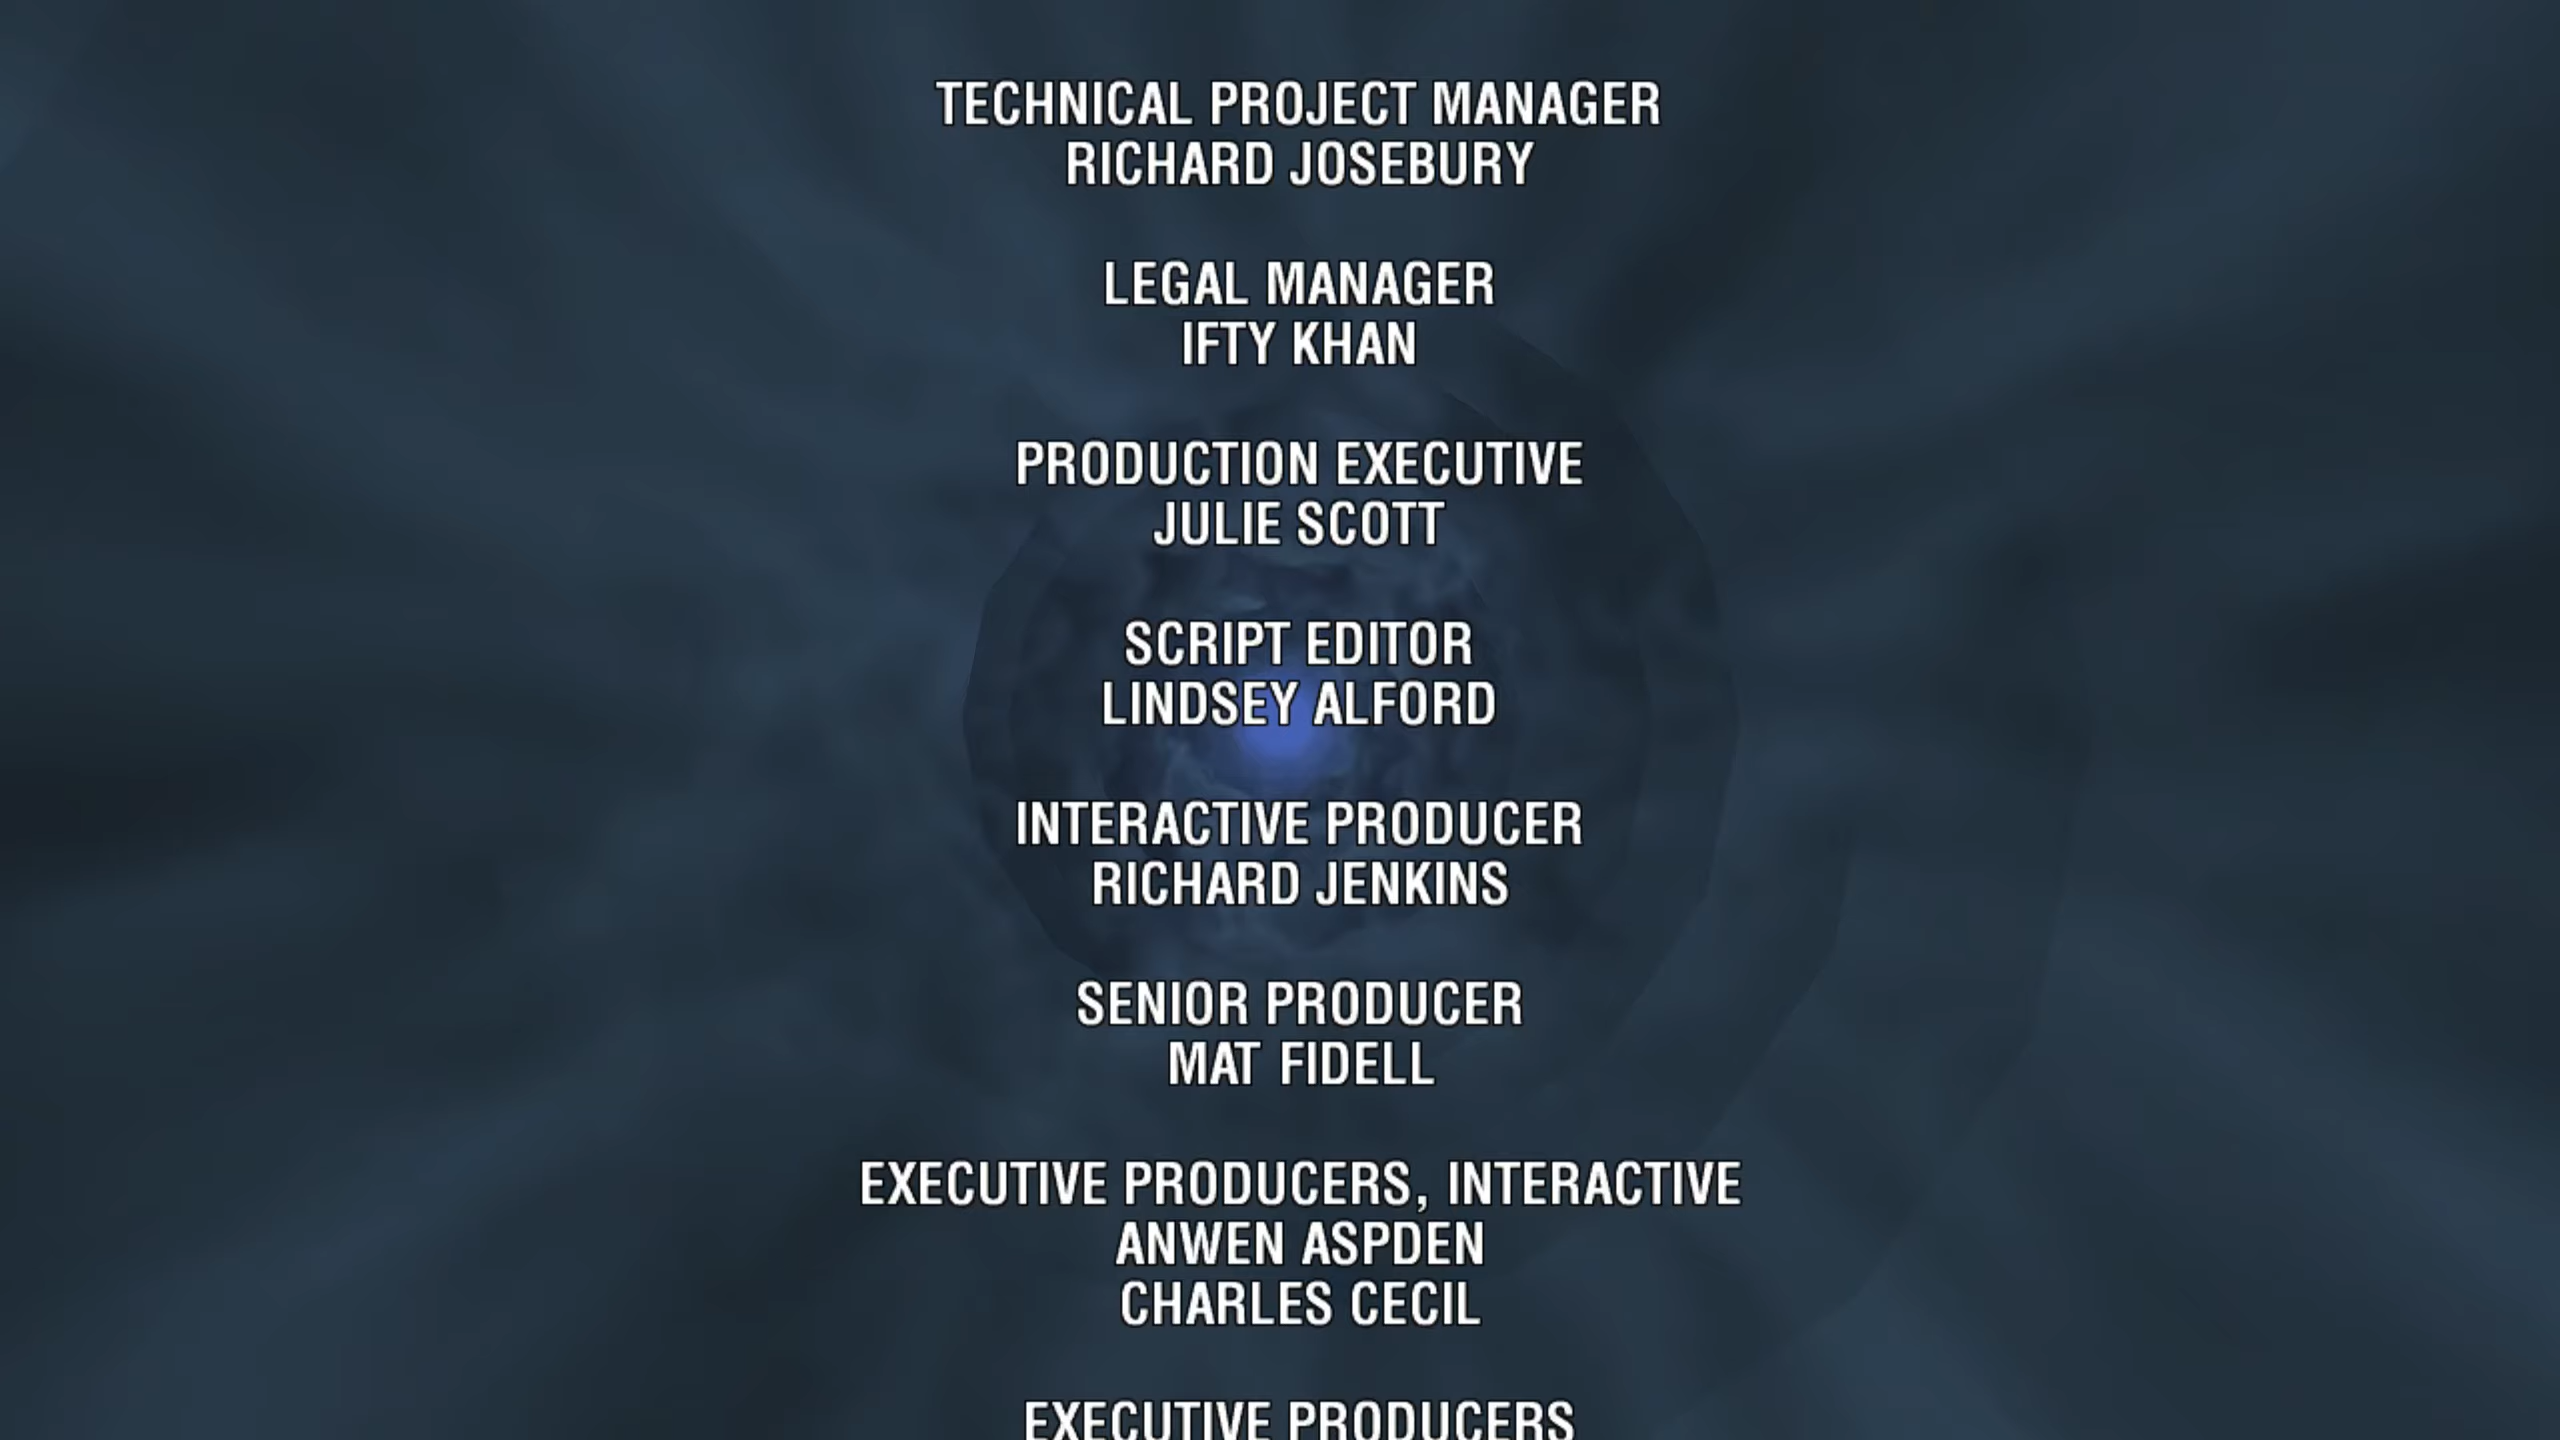 TECHNICAL PROJECT MANAGER
RICHARD JOSEBURY
LEGAL MANAGER
IFTY KHAN
PRODUCTION EXECUTIVE
JULIE SCOTT
SCRIPT EDITOR
LINDSEY ALFORD
INTERACTIVE PRODUCER
RICHARD JENKINS
SENIOR PRODUCER
MAT FIDELL
EXECUTIVE PRODUCERS, INTERACTIVE
ANWEN ASPDEN
CHARLES CECIL
EXECUTIVE PRODUCERS